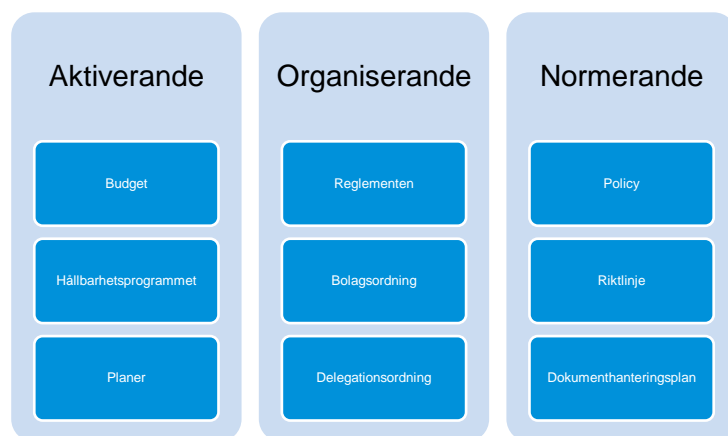 Aktiverande
Budget
Hållbarhetsprogrammet
Planer
Organiserande
Reglementen
Bolagsordning
Delegationsordning
Normerande
Policy
Riktlinje
Dokumenthanteringsplan